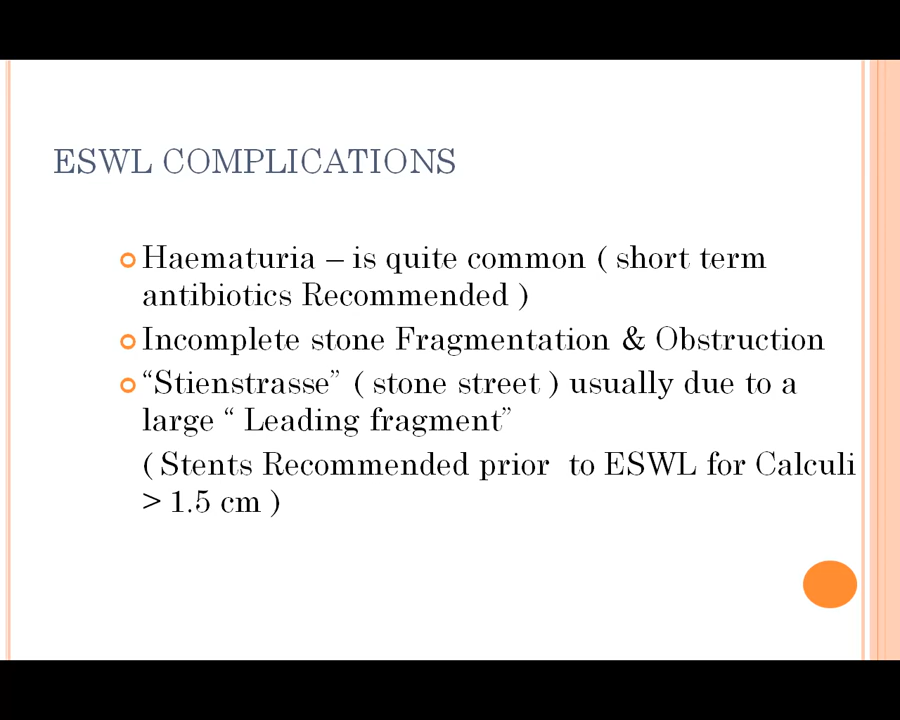 ESWL COMPLICATIONS
Haematuria – is quite common ( short term
antibiotics Recommended )
Incomplete stone Fragmentation & Obstruction
“Stienstrasse” ( stone street ) usually due to a
large “ Leading fragment”
( Stents Recommended prior  to ESWL for Calculi
> 1.5 cm )